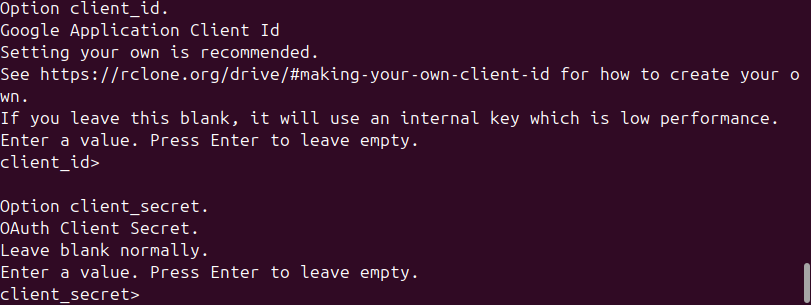 Option client_id.
Google Application Client Id
Setting your own is recommended.
See https://rclone.org/drive/#making-your-own-client-id for how to create your o
wn.
If you leave this blank, it will use an internal key which is low performance.
Enter a value. Press Enter to leave empty.
client_id>

Option client_secret.
OAuth Client Secret.
Leave blank normally.
Enter a value. Press Enter to leave empty.
client_secret>